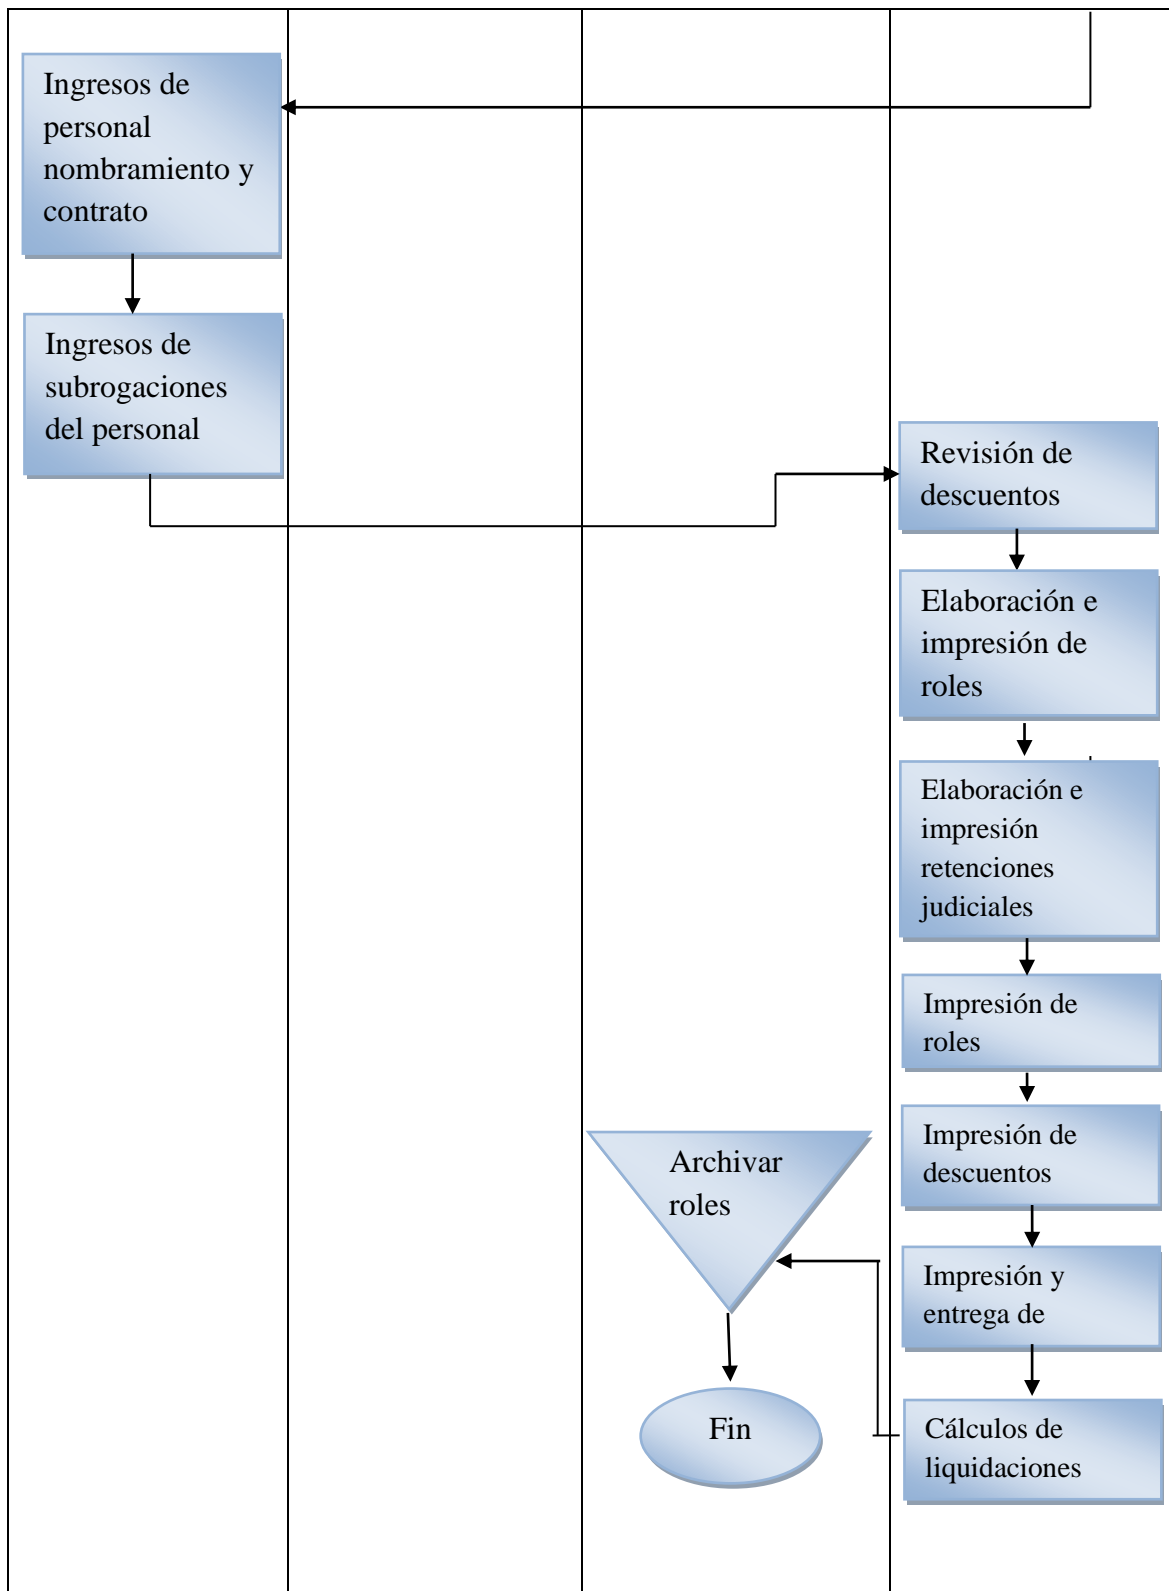 Ingresos de
personal
nombramiento y
contrato
Ingresos de
subrogaciones
del personal
Revisión de
descuentos
Elaboración e
impresión de
roles
Elaboración e
impresión
retenciones
judiciales
Impresión de
roles
Impresión de
descuentos
Impresión y
entrega de
Cálculos de
liquidaciones
Archivar
roles
Fin